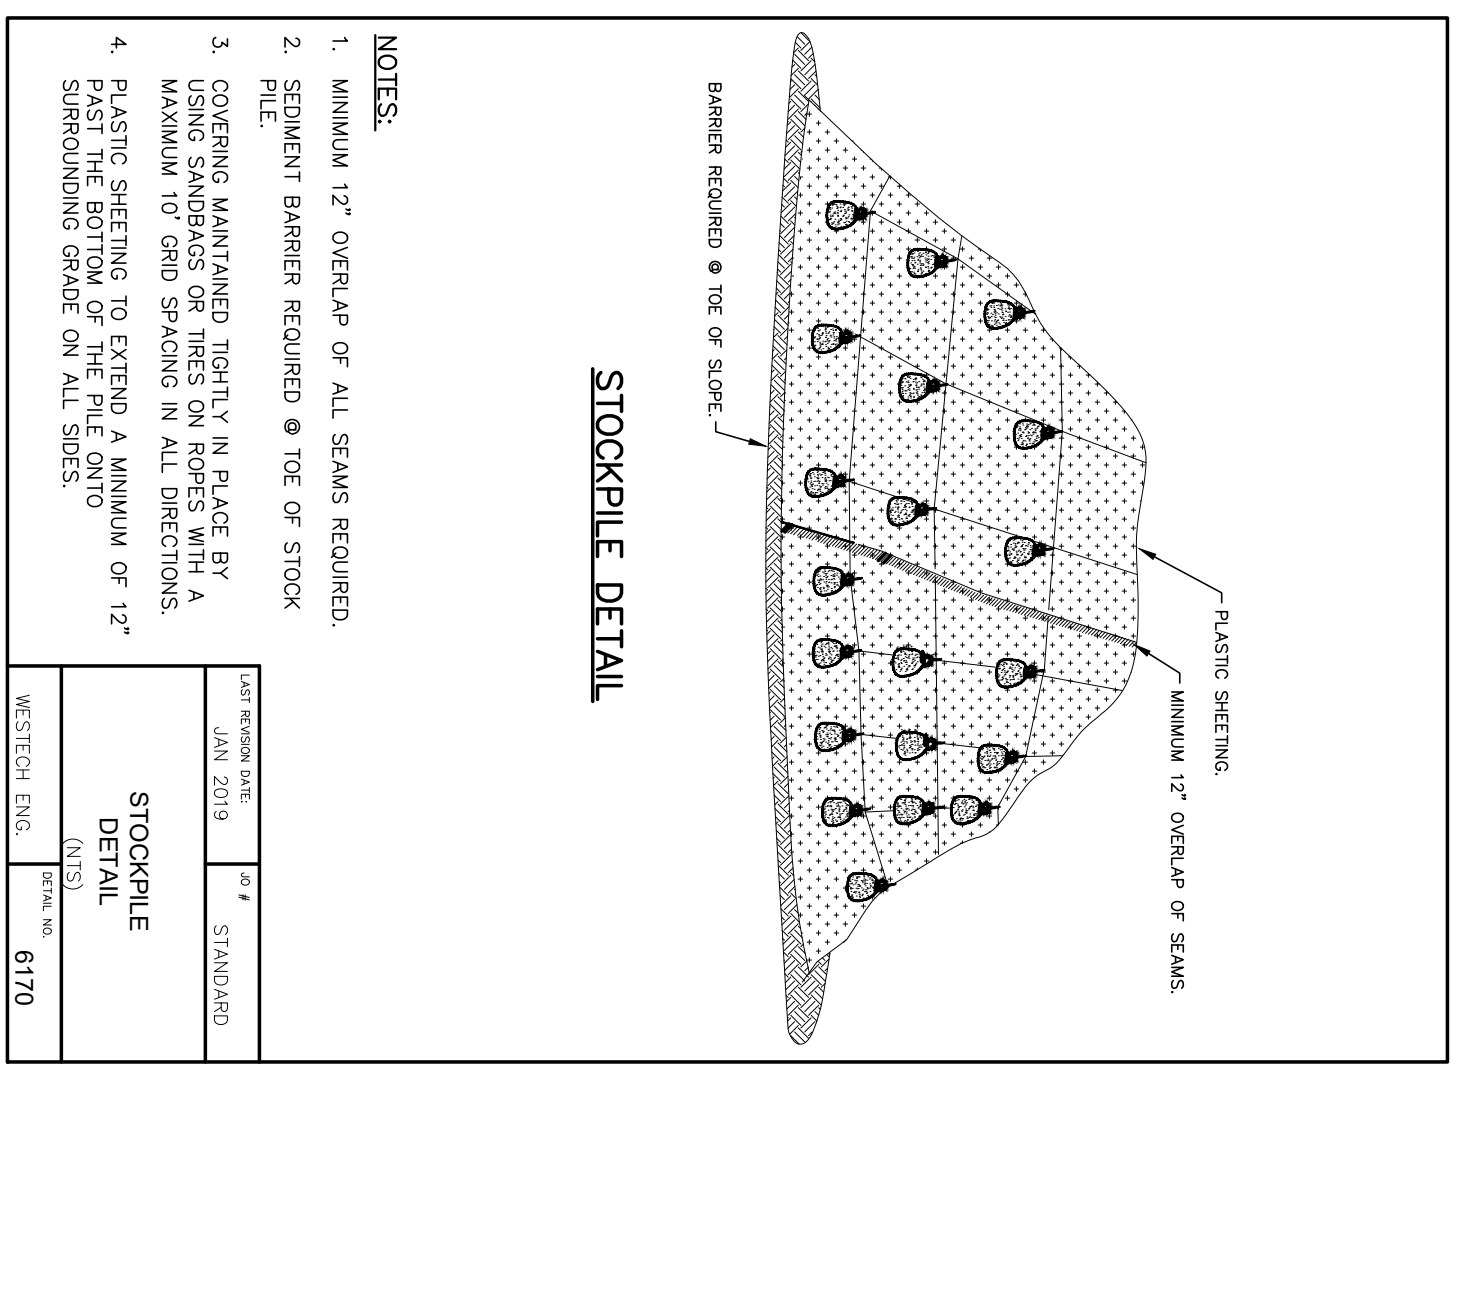 PLASTIC SHEETING.
MINIMUM 12" OVERLAP OF SEAMS.
BARRIER REQUIRED @ TOE OF SLOPE.
STOCKPILE DETAIL
NOTES:
1. MINIMUM 12" OVERLAP OF ALL SEAMS REQUIRED.
2. SEDIMENT BARRIER REQUIRED @ TOE OF STOCK
PILE.
3. COVERING MAINTAINED TIGHTLY IN PLACE BY
USING SANDBAGS OR TIRES ON ROPES WITH A
MAXIMUM 10' GRID SPACING IN ALL DIRECTIONS.
4. PLASTIC SHEETING TO EXTEND A MINIMUM OF 12"
PAST THE BOTTOM OF THE PILE ONTO
SURROUNDING GRADE ON ALL SIDES.
LAST REVISION DATE:
JAN 2019
JO #
STANDARD
STOCKPILE
DETAIL
(NTS)
WESTECH ENG.
DETAIL NO.
6170